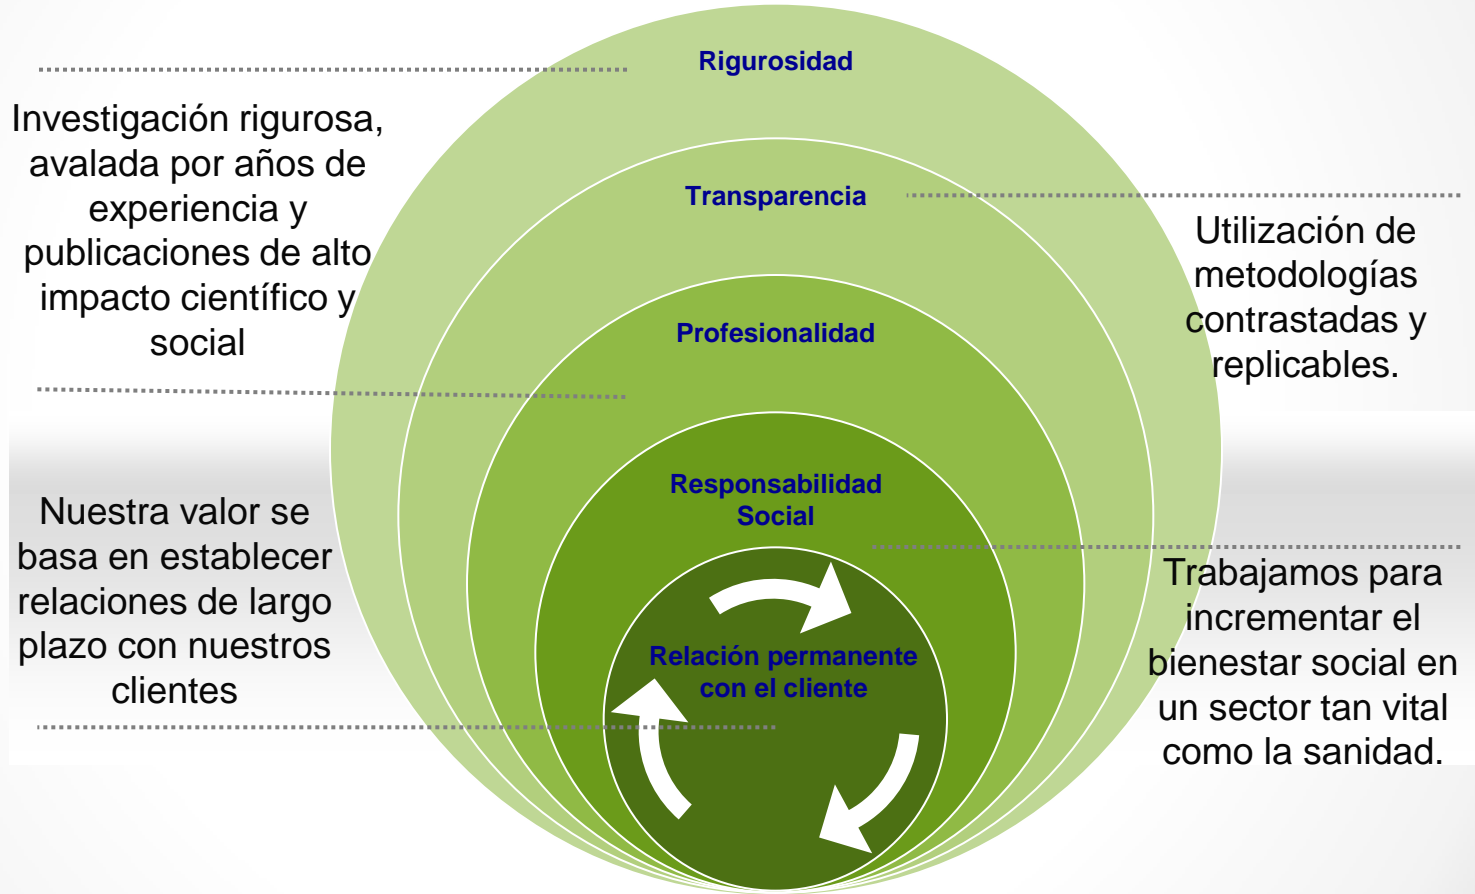 Rigurosidad
Investigación rigurosa,
avalada por años de
experiencia y
publicaciones de alto
impacto científico y
social
Transparencia
Utilización de
metodologías
contrastadas y
replicables.
Profesionalidad
Responsabilidad
Social
Nuestra valor se
basa en establecer
relaciones de largo
plazo con nuestros
clientes
Trabajamos para
incrementar el
bienestar social en
un sector tan vital
como la sanidad.
Relación permanente
con el cliente